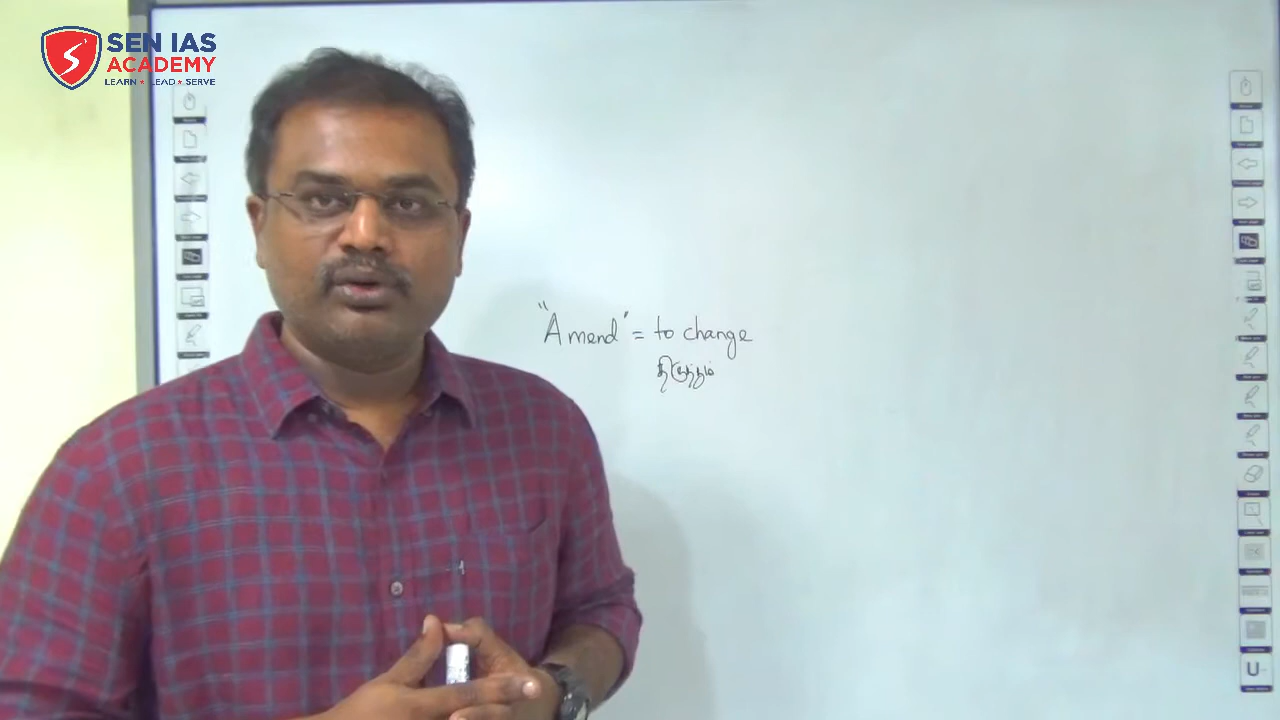 SEN IAS
ACADEMY
LEARN ★ LEAD ★ SERVE
"Amend" = to change
திருத்தம்
U